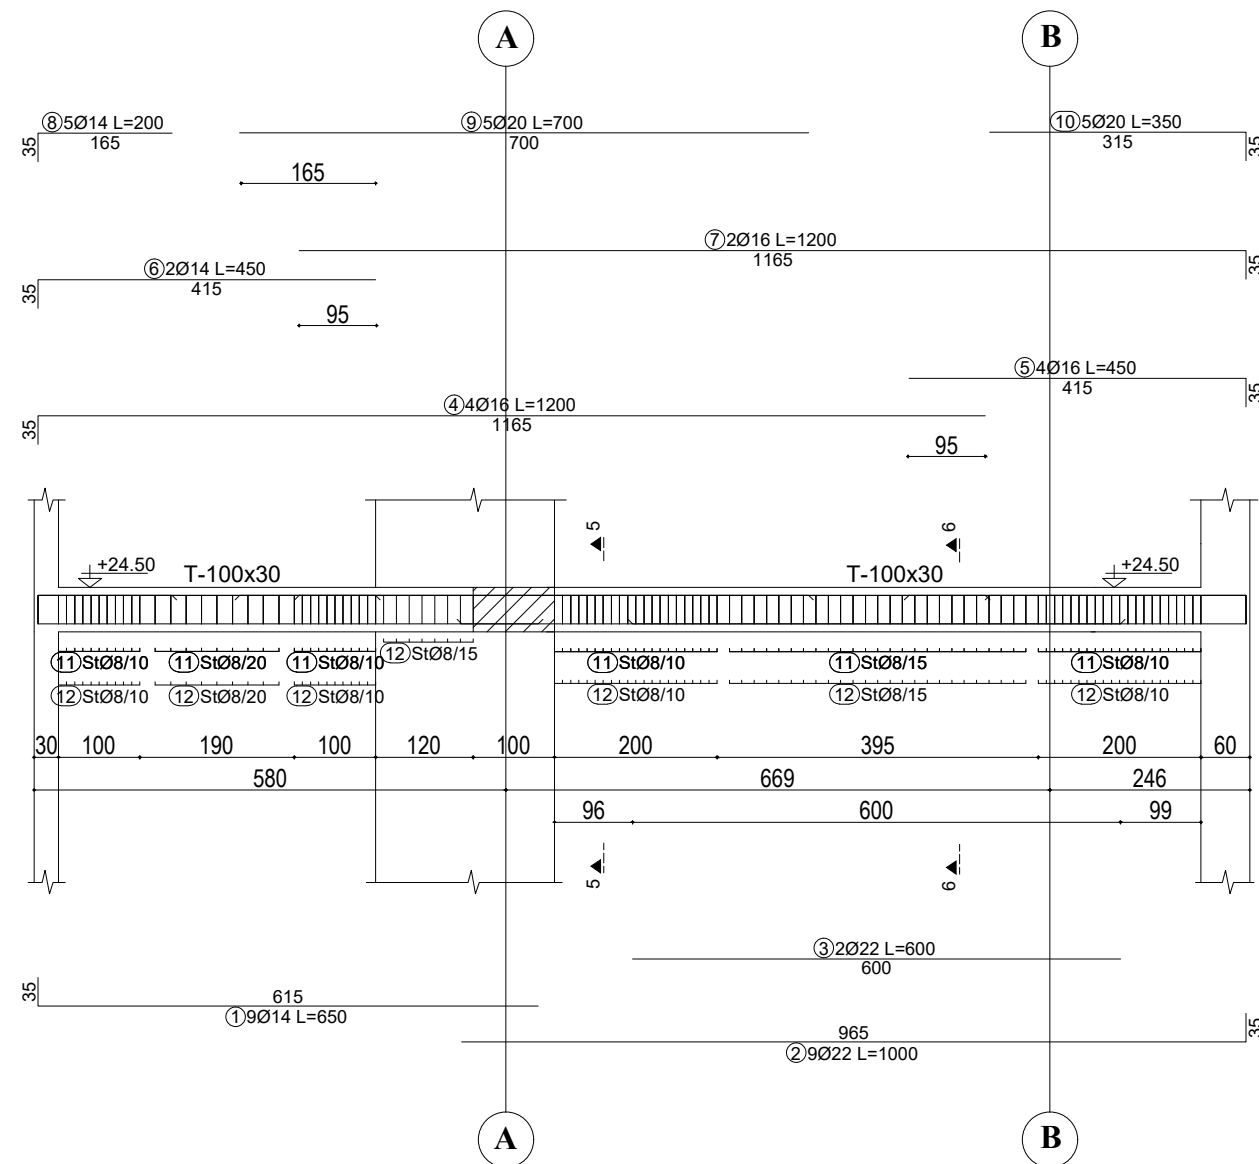 A B
⑧5Ø14 L=200 ⑨5Ø20 L=700 ⑩5Ø20 L=350
35 165 700 315 35
165
⑦2Ø16 L=1200
1165 35
⑥2Ø14 L=450
35 415
95
⑤4Ø16 L=450
415 35
④4Ø16 L=1200
35 1165
95
5 6
+24.50 +24.50
T-100x30 T-100x30
⑫StØ8/15
⑪StØ8/10 ⑪StØ8/20 ⑪StØ8/10 ⑪StØ8/10 ⑪StØ8/15 ⑪StØ8/10
⑫StØ8/10 ⑫StØ8/20 ⑫StØ8/10 ⑫StØ8/10 ⑫StØ8/15 ⑫StØ8/10
30 100 190 100 120 100 200 395 200 60
580 669 246
96 600 99
5 6
③2Ø22 L=600
600
35 615
①9Ø14 L=650
965 35
②9Ø22 L=1000
A B